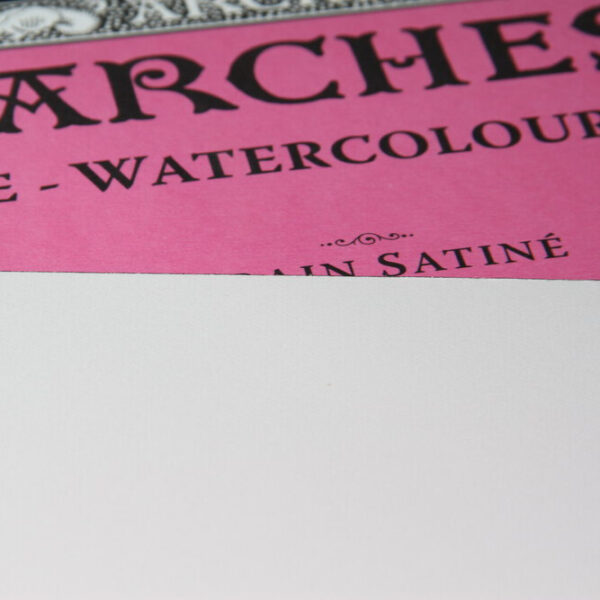 ARCHES
E - WATERCOLOUR
RAIN SATINÉ